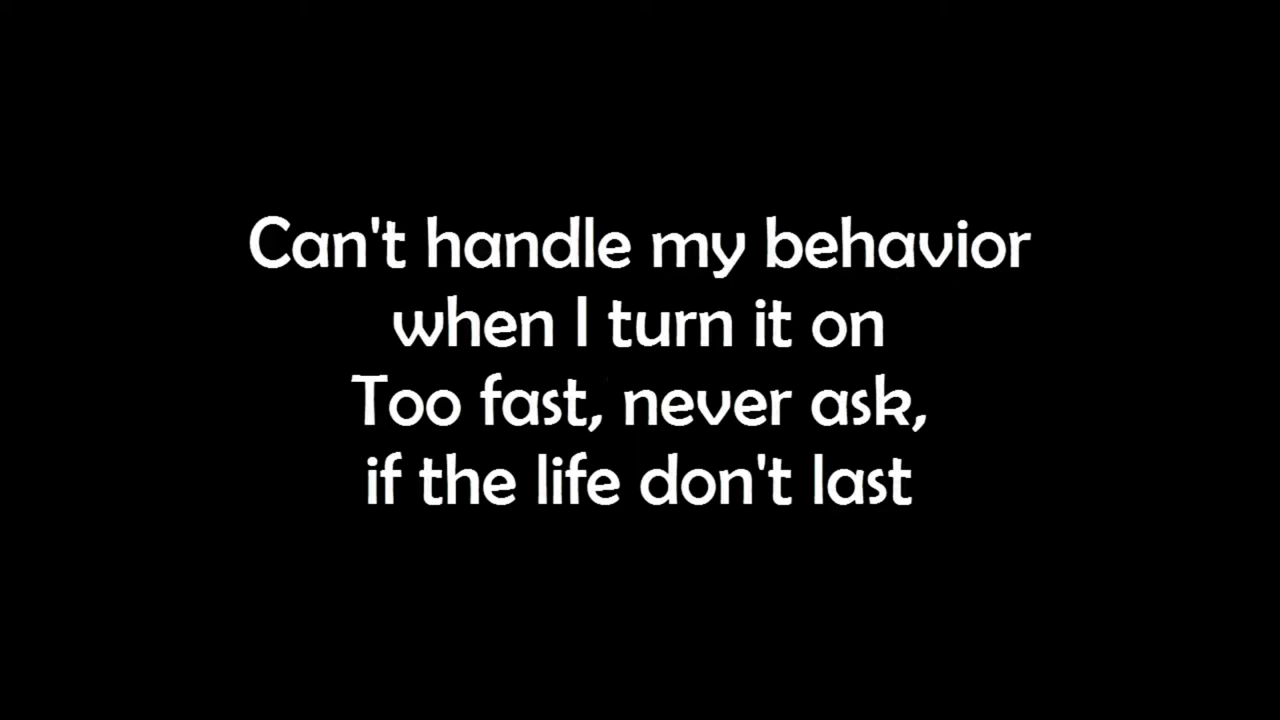 Can't handle my behavior
when I turn it on
Too fast, never ask,
if the life don't last